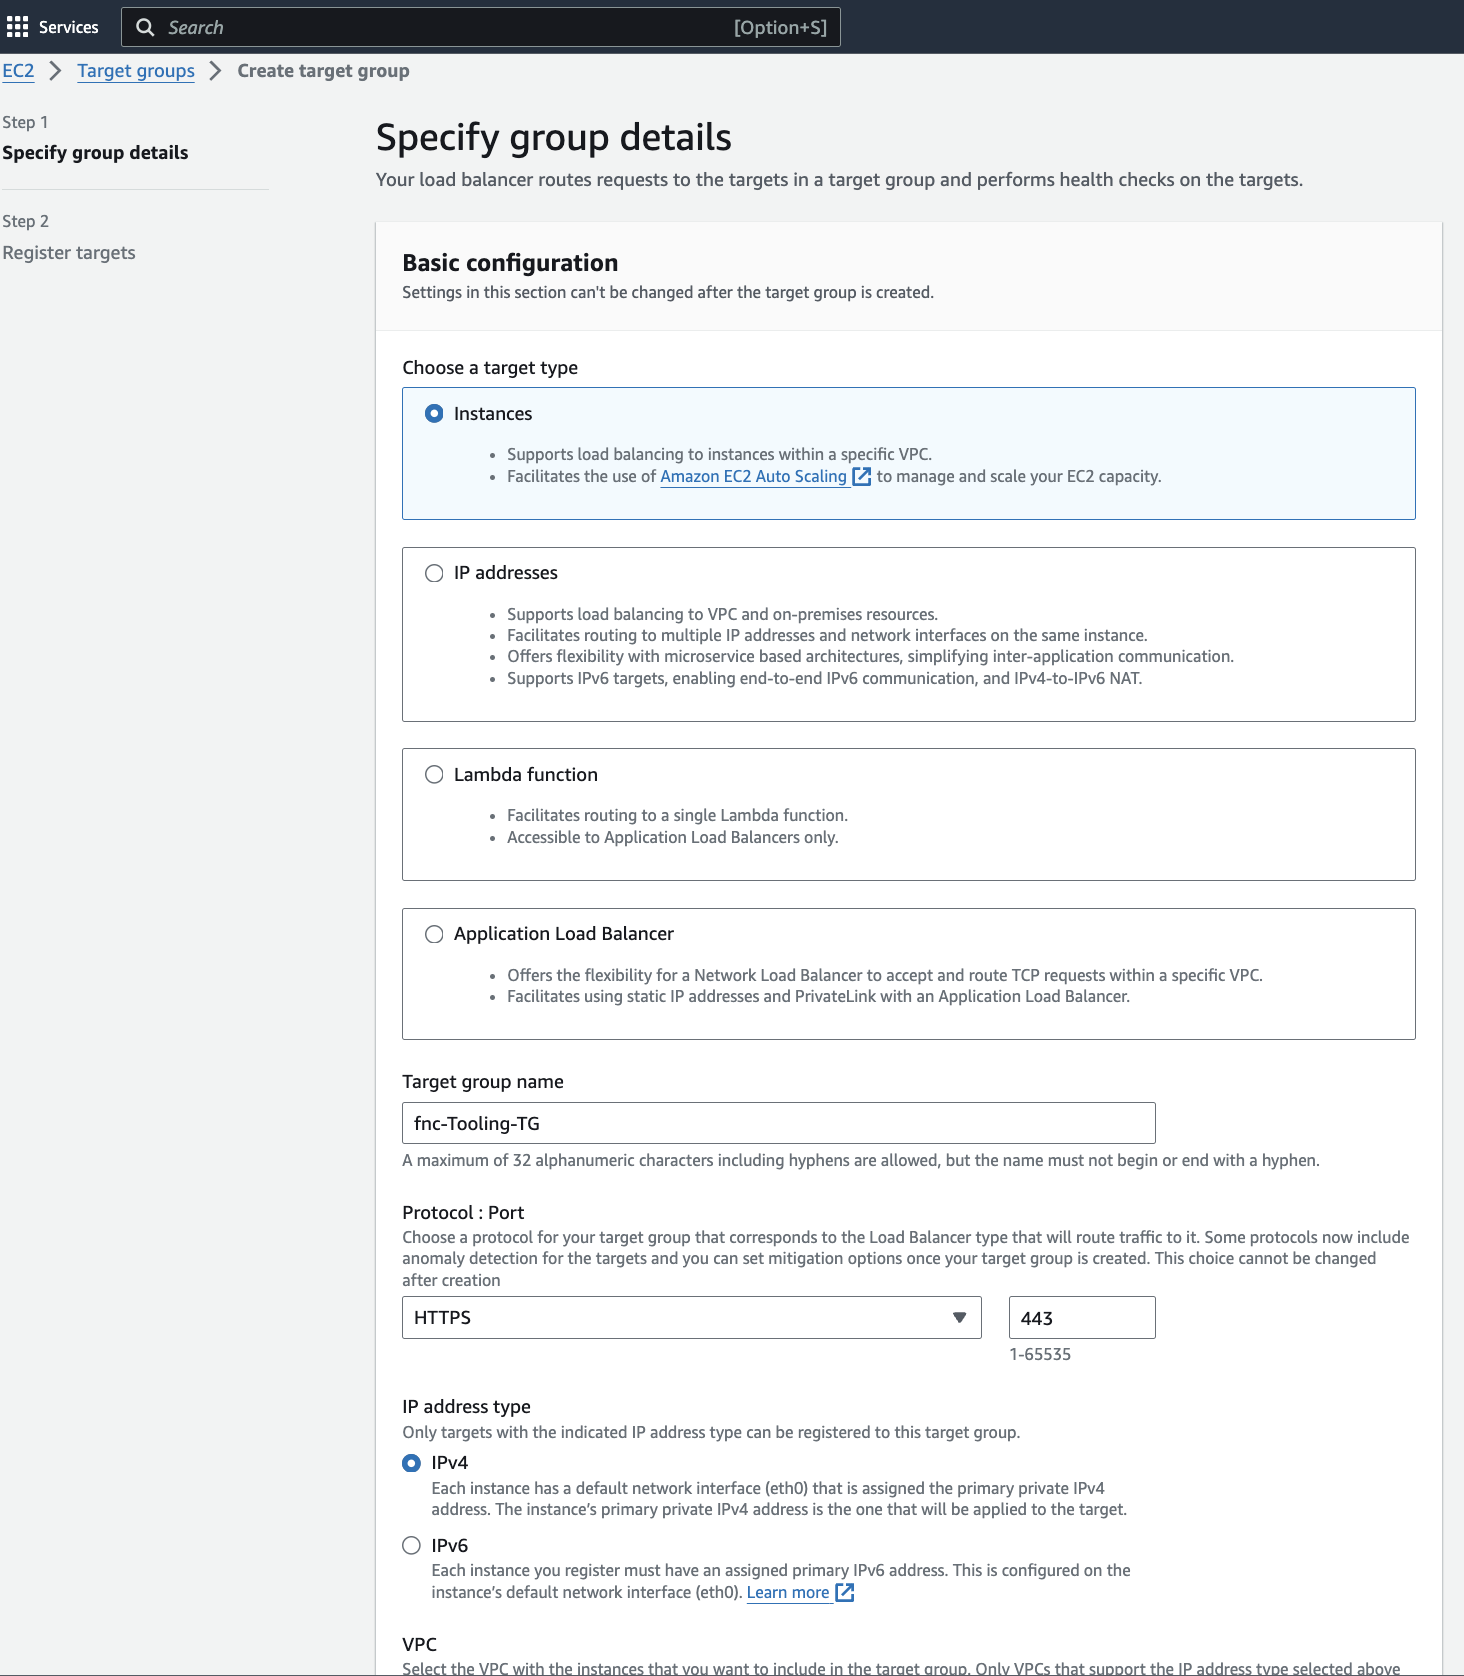 Services
Search [Option+S]
EC2 Target groups Create target group
Step 1
Specify group details
Step 2
Register targets
Specify group details
Your load balancer routes requests to the targets in a target group and performs health checks on the targets.
Basic configuration
Settings in this section can't be changed after the target group is created.
Choose a target type
Instances
• Supports load balancing to instances within a specific VPC.
• Facilitates the use of Amazon EC2 Auto Scaling to manage and scale your EC2 capacity.
IP addresses
• Supports load balancing to VPC and on-premises resources.
• Facilitates routing to multiple IP addresses and network interfaces on the same instance.
• Offers flexibility with microservice based architectures, simplifying inter-application communication.
• Supports IPv6 targets, enabling end-to-end IPv6 communication, and IPv4-to-IPv6 NAT.
Lambda function
• Facilitates routing to a single Lambda function.
• Accessible to Application Load Balancers only.
Application Load Balancer
• Offers the flexibility for a Network Load Balancer to accept and route TCP requests within a specific VPC.
• Facilitates using static IP addresses and PrivateLink with an Application Load Balancer.
Target group name
fnc-Tooling-TG
A maximum of 32 alphanumeric characters including hyphens are allowed, but the name must not begin or end with a hyphen.
Protocol : Port
Choose a protocol for your target group that corresponds to the Load Balancer type that will route traffic to it. Some protocols now include
anomaly detection for the targets and you can set mitigation options once your target group is created. This choice cannot be changed
after creation
HTTPS 443
1-65535
IP address type
Only targets with the indicated IP address type can be registered to this target group.
IPv4
Each instance has a default network interface (eth0) that is assigned the primary private IPv4
address. The instance's primary private IPv4 address is the one that will be applied to the target.
IPv6
Each instance you register must have an assigned primary IPv6 address. This is configured on the
instance's default network interface (eth0). Learn more
VPC
Select the VPC with the instances that you want to include in the target group. Only VPCs that support the IP address type selected above